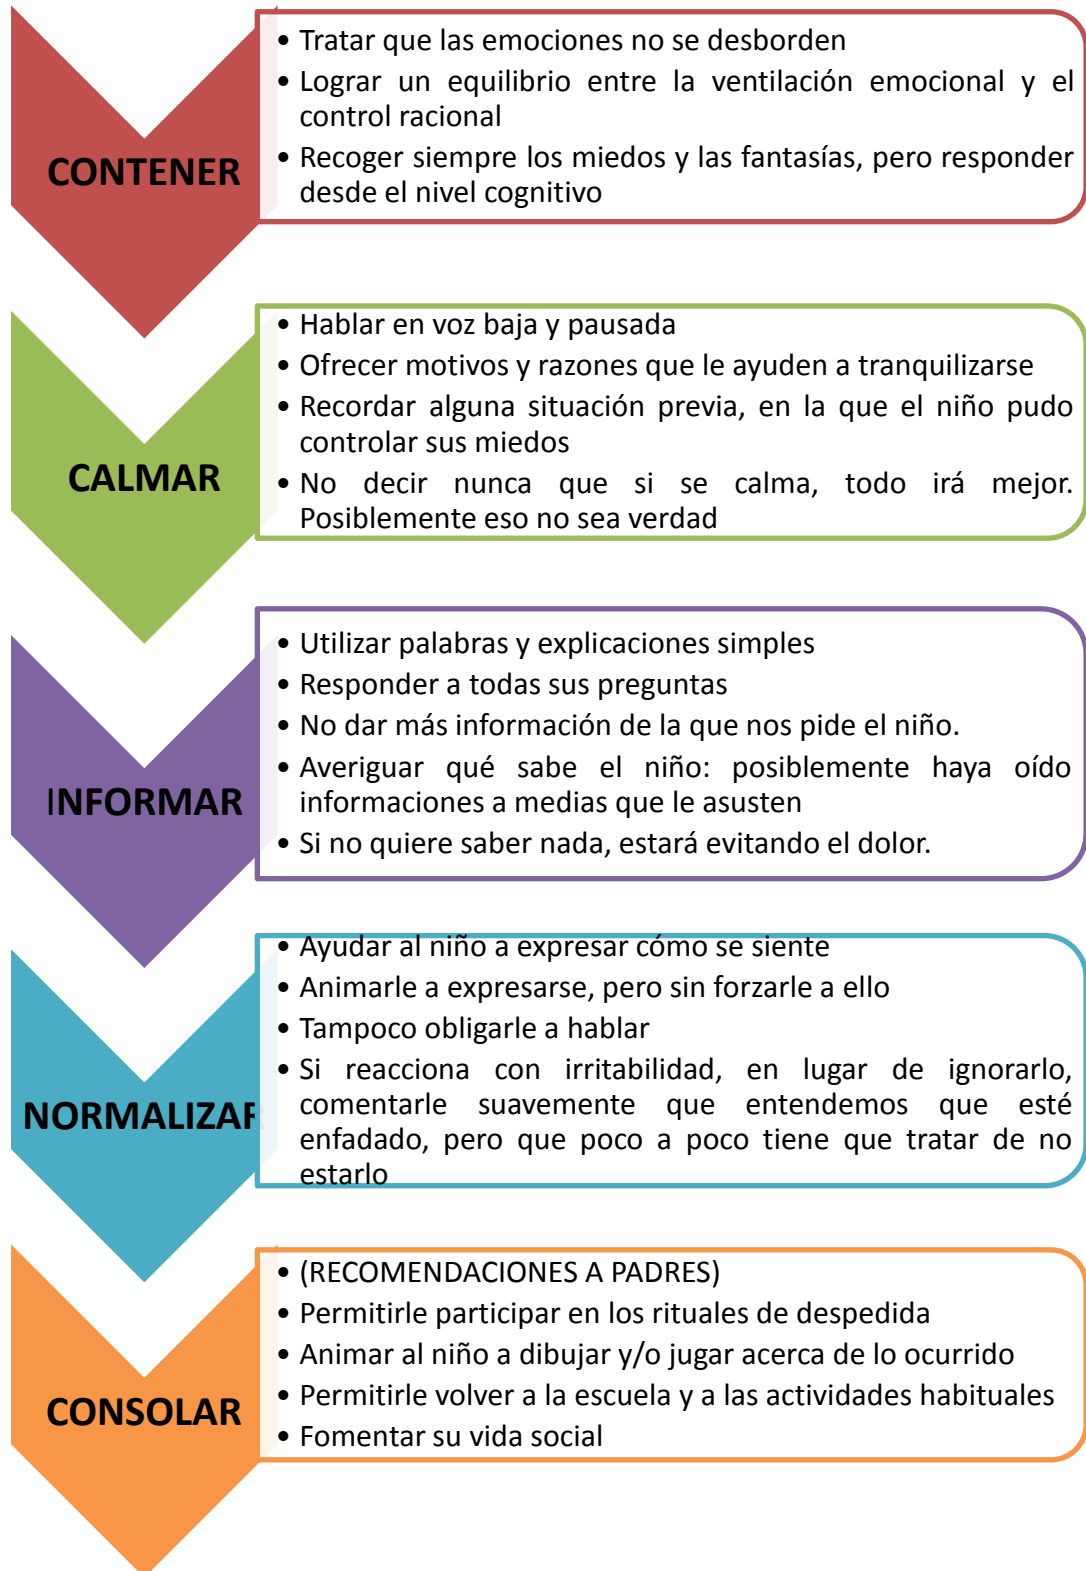 CONTENER
• Tratar que las emociones no se desborden
• Lograr un equilibrio entre la ventilación emocional y el
control racional
• Recoger siempre los miedos y las fantasías, pero responder
desde el nivel cognitivo
CALMAR
• Hablar en voz baja y pausada
• Ofrecer motivos y razones que le ayuden a tranquilizarse
• Recordar alguna situación previa, en la que el niño pudo
controlar sus miedos
• No decir nunca que si se calma, todo irá mejor.
Posiblemente eso no sea verdad
INFORMAR
• Utilizar palabras y explicaciones simples
• Responder a todas sus preguntas
• No dar más información de la que nos pide el niño.
• Averiguar qué sabe el niño: posiblemente haya oído
informaciones a medias que le asusten
• Si no quiere saber nada, estará evitando el dolor.
NORMALIZAR
• Ayudar al niño a expresar cómo se siente
• Animarle a expresarse, pero sin forzarle a ello
• Tampoco obligarle a hablar
• Si reacciona con irritabilidad, en lugar de ignorarlo,
comentarle suavemente que entendemos que esté
enfadado, pero que poco a poco tiene que tratar de no
estarlo
CONSOLAR
• (RECOMENDACIONES A PADRES)
• Permitirle participar en los rituales de despedida
• Animar al niño a dibujar y/o jugar acerca de lo ocurrido
• Permitirle volver a la escuela y a las actividades habituales
• Fomentar su vida social